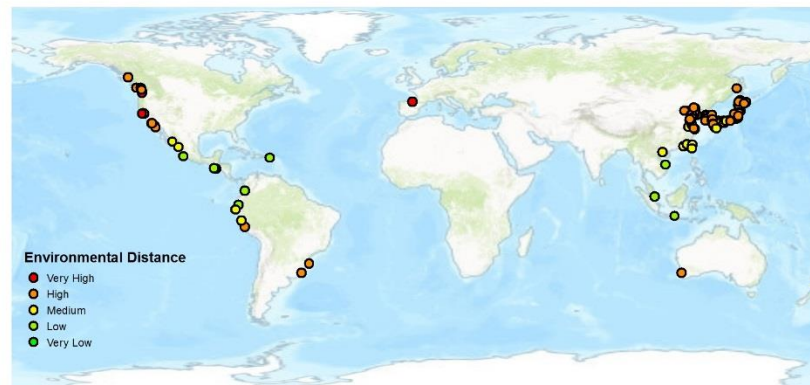 Environmental Distance
Very High
High
Medium
Low
Very Low